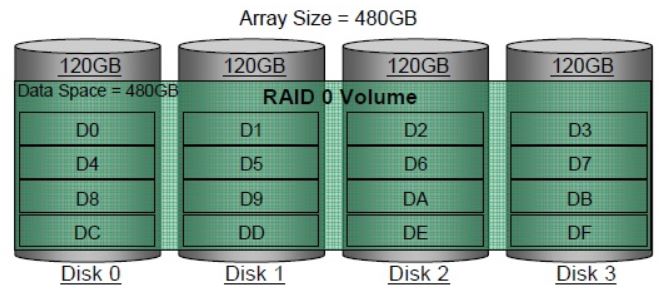 Array Size = 480GB
120GB 120GB 120GB 120GB
Data Space = 480GB
RAID 0 Volume
D0 D1 D2 D3
D4 D5 D6 D7
D8 D9 DA DB
DC DD DE DF
Disk 0 Disk 1 Disk 2 Disk 3